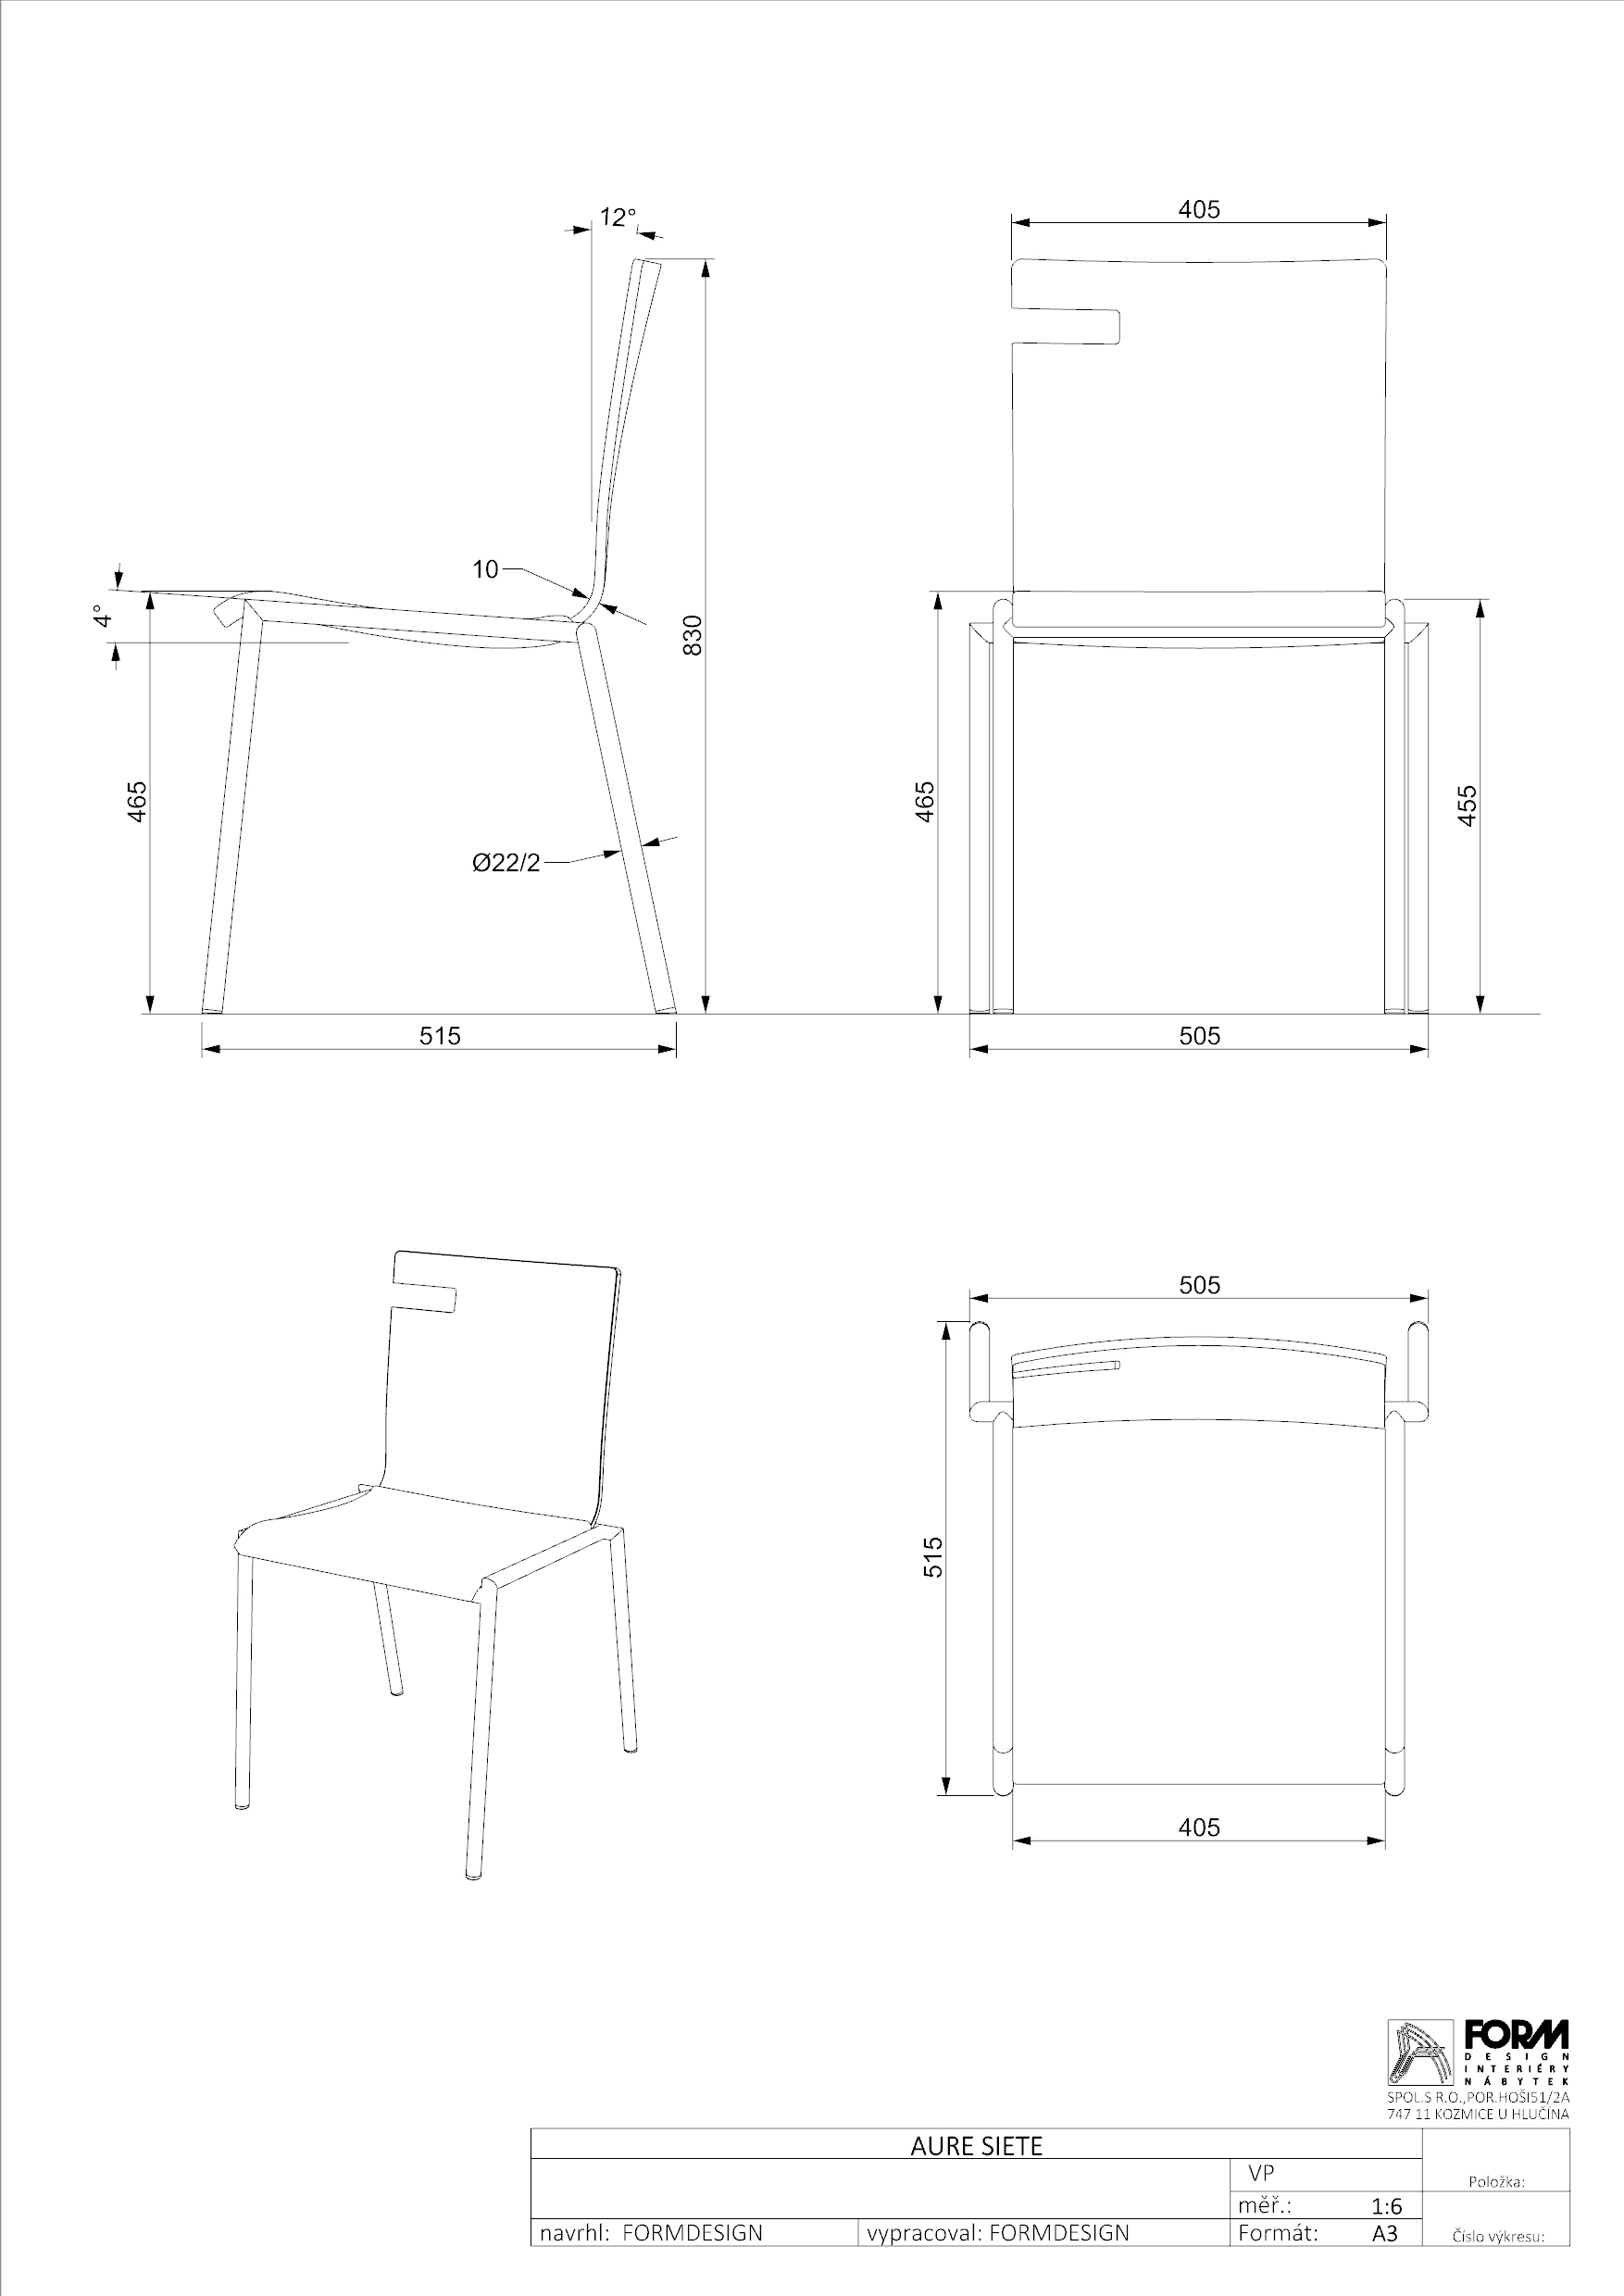 12°
405
10
4°
830
465
Ø22/2
465
455
515
505
505
515
405
FORM
DESIGN
INTERIÉRY
NÁBYTEK
SPOL.S R.O.,POR.HOŠI51/2A
747 11 KOZMICE U HLUČÍNA
AURE SIETE
VP
Položka:
měř.: 1:6
navrhl: FORMDESIGN vypracoval: FORMDESIGN Formát: A3 Číslo výkresu: